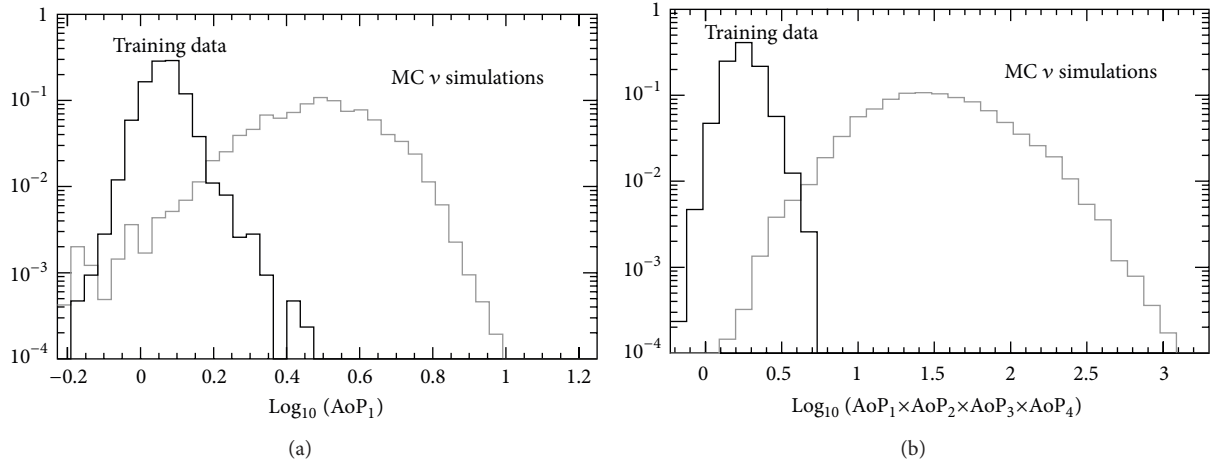 1
10⁻¹
10⁻²
10⁻³
10⁻⁴
Training data
MC ν simulations
−0.2 0 0.2 0.4 0.6 0.8 1 1.2
Log₁₀ (AoP₁)
(a)
1
10⁻¹
10⁻²
10⁻³
10⁻⁴
Training data
MC ν simulations
0 0.5 1 1.5 2 2.5 3
Log₁₀ (AoP₁×AoP₂×AoP₃×AoP₄)
(b)